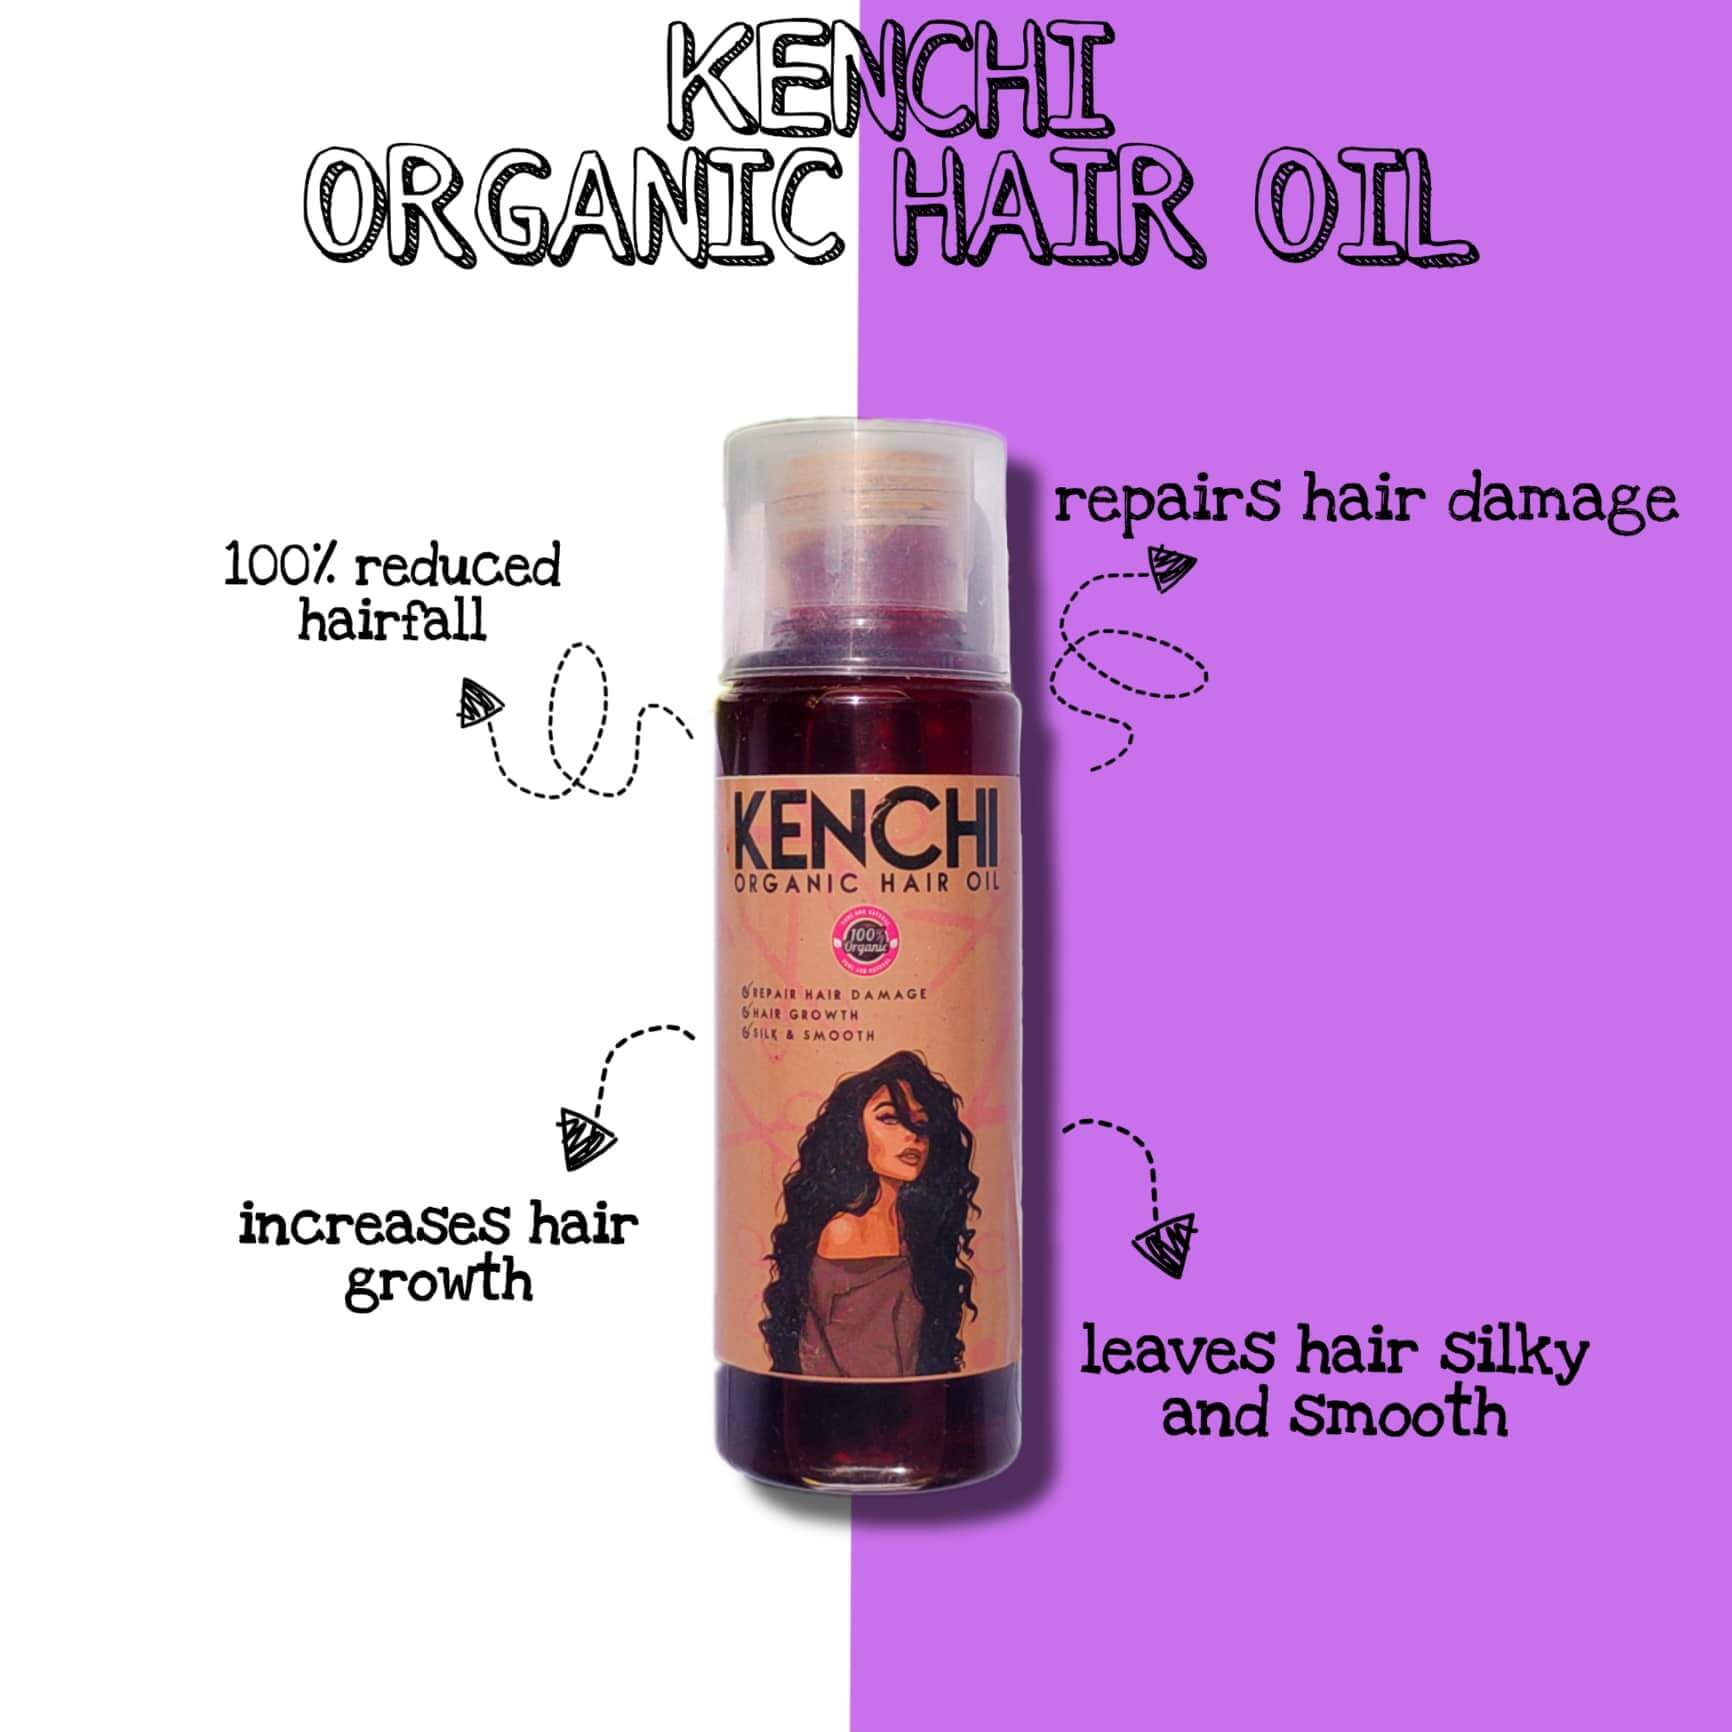 KENCHI
ORGANIC HAIR OIL
repairs hair damage
100% reduced
hairfall
KENCHI
ORGANIC HAIR OIL
100%
Organic
REPAIR HAIR DAMAGE
HAIR GROWTH
SILK & SMOOTH
increases hair
growth
leaves hair silky
and smooth